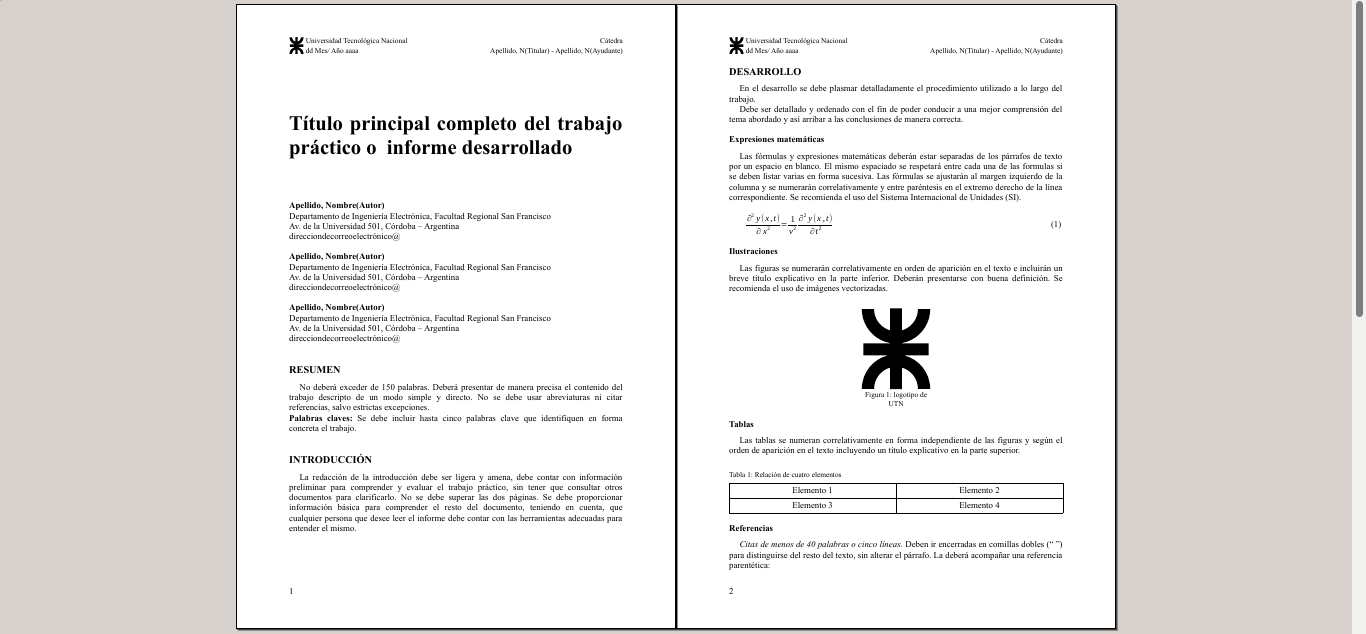 Universidad Tecnológica Nacional
dd Mes/ Año aaaa
Cátedra
Apellido, N(Titular) - Apellido, N(Ayudante)
Título principal completo del trabajo
práctico o informe desarrollado
Apellido, Nombre(Autor)
Departamento de Ingeniería Electrónica, Facultad Regional San Francisco
Av. de la Universidad 501, Córdoba – Argentina
direcciondecorreoelectrónico@
Apellido, Nombre(Autor)
Departamento de Ingeniería Electrónica, Facultad Regional San Francisco
Av. de la Universidad 501, Córdoba – Argentina
direcciondecorreoelectrónico@
Apellido, Nombre(Autor)
Departamento de Ingeniería Electrónica, Facultad Regional San Francisco
Av. de la Universidad 501, Córdoba – Argentina
direcciondecorreoelectrónico@
RESUMEN
No deberá exceder de 150 palabras. Deberá presentar de manera precisa el contenido del
trabajo descripto de un modo simple y directo. No se debe usar abreviaturas ni citar
referencias, salvo estrictas excepciones.
Palabras claves: Se debe incluir hasta cinco palabras clave que identifiquen en forma
concreta el trabajo.
INTRODUCCIÓN
La redacción de la introducción debe ser ligera y amena, debe contar con información
preliminar para comprender y evaluar el trabajo práctico, sin tener que consultar otros
documentos para clarificarlo. No se debe superar las dos páginas. Se debe proporcionar
información básica para comprender el resto del documento, teniendo en cuenta, que
cualquier persona que desee leer el informe debe contar con las herramientas adecuadas para
entender el mismo.
1
Universidad Tecnológica Nacional
dd Mes/ Año aaaa
Cátedra
Apellido, N(Titular) - Apellido, N(Ayudante)
DESARROLLO
En el desarrollo se debe plasmar detalladamente el procedimiento utilizado a lo largo del
trabajo.
Debe ser detallado y ordenado con el fin de poder conducir a una mejor comprensión del
tema abordado y así arribar a las conclusiones de manera correcta.
Expresiones matemáticas
Las fórmulas y expresiones matemáticas deberán estar separadas de los párrafos de texto
por un espacio en blanco. El mismo espaciado se respetará entre cada una de las formulas si
se deben listar varias en forma sucesiva. Las fórmulas se ajustarán al margen izquierdo de la
columna y se numerarán correlativamente y entre paréntesis en el extremo derecho de la línea
correspondiente. Se recomienda el uso del Sistema Internacional de Unidades (SI).
∂² y(x,t)/∂ x² = 1/v² ∂² y(x,t)/∂t² (1)
Ilustraciones
Las figuras se numerarán correlativamente en orden de aparición en el texto e incluirán un
breve título explicativo en la parte inferior. Deberán presentarse con buena definición. Se
recomienda el uso de imágenes vectorizadas.
Figura 1: logotipo de
UTN
Tablas
Las tablas se numeran correlativamente en forma independiente de las figuras y según el
orden de aparición en el texto incluyendo un título explicativo en la parte superior.
Tabla 1: Relación de cuatro elementos
Elemento 1 Elemento 2
Elemento 3 Elemento 4
Referencias
Citas de menos de 40 palabras o cinco líneas. Deben ir encerradas en comillas dobles (“ ”)
para distinguirse del resto del texto, sin alterar el párrafo. La deberá acompañar una referencia
parentética:
2